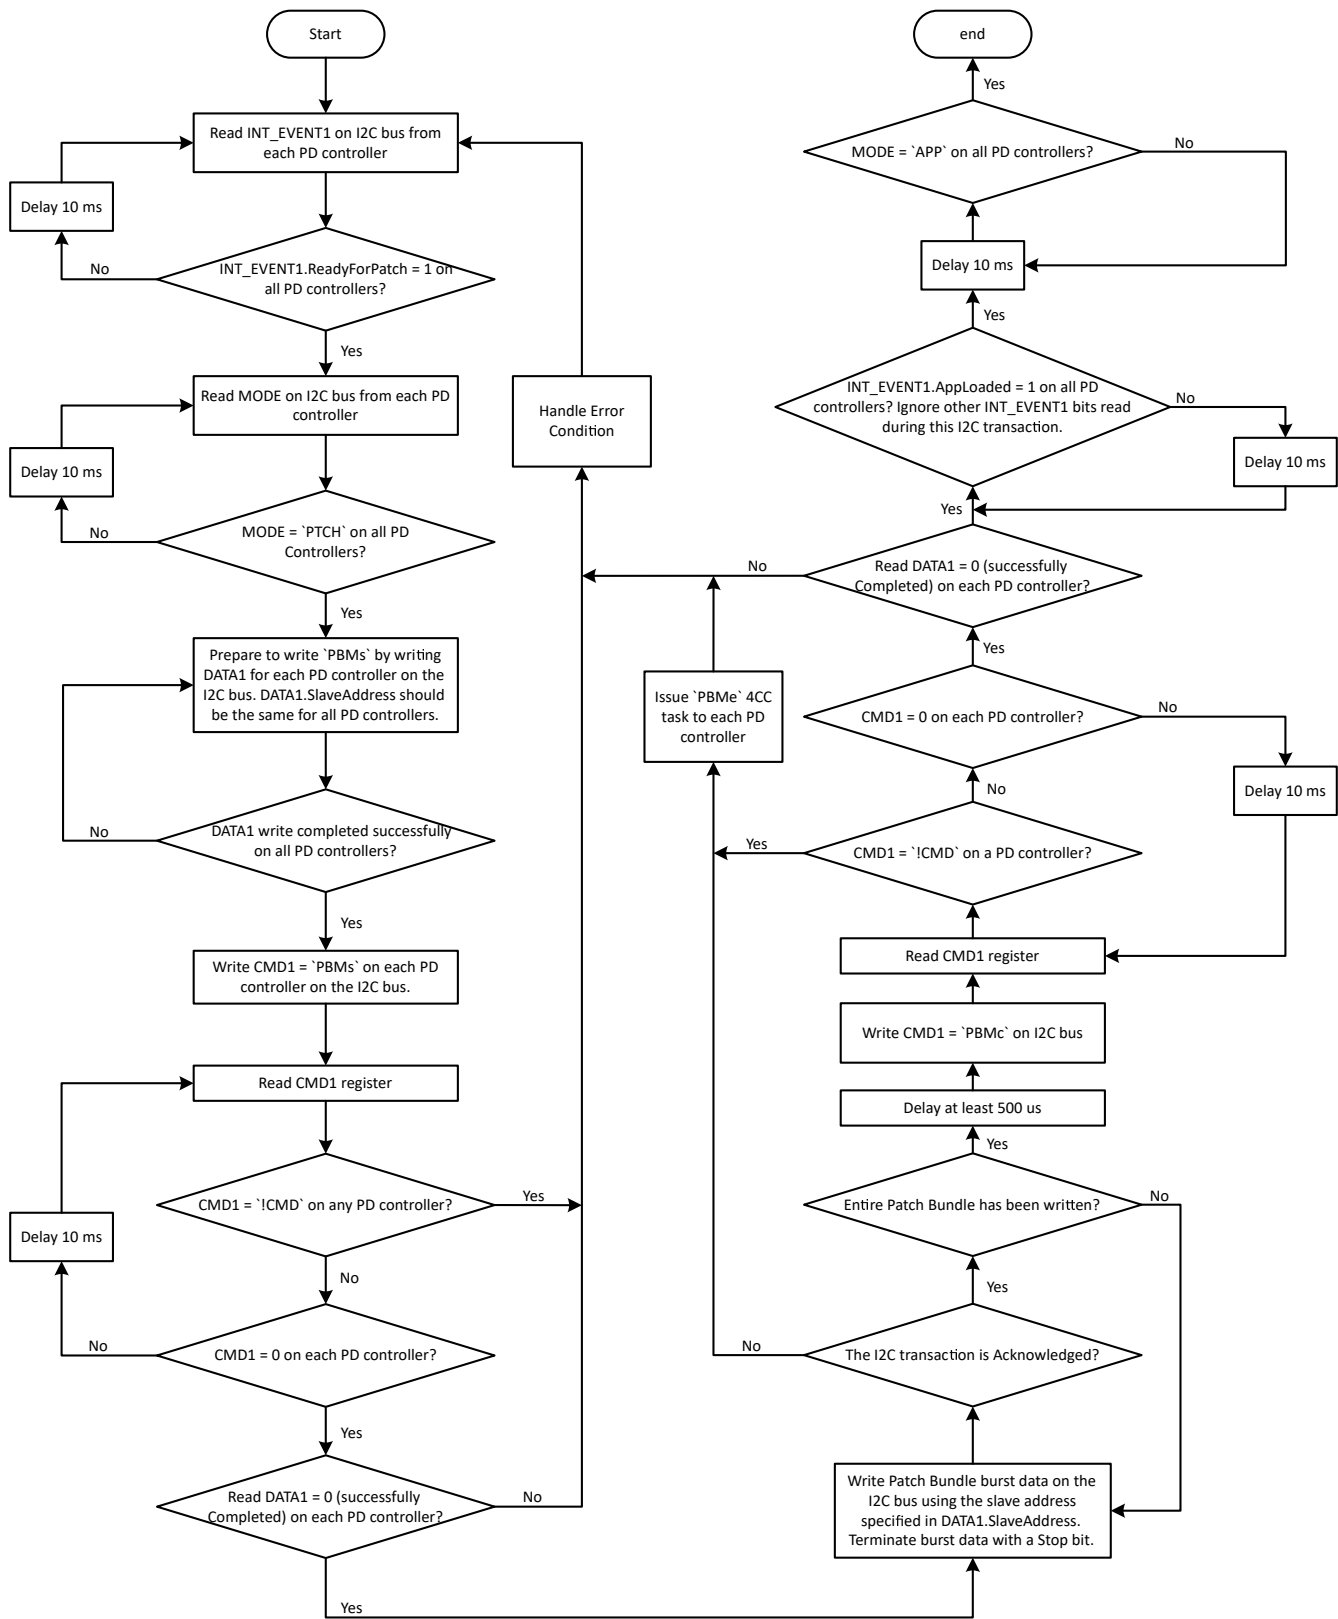 Start
Read INT_EVENT1 on I2C bus from
each PD controller
Delay 10 ms
No
INT_EVENT1.ReadyForPatch = 1 on
all PD controllers?
Yes
Read MODE on I2C bus from each PD
controller
Delay 10 ms
No
MODE = `PTCH` on all PD
Controllers?
Yes
Prepare to write `PBMs` by writing
DATA1 for each PD controller on the
I2C bus. DATA1.SlaveAddress should
be the same for all PD controllers.
No
DATA1 write completed successfully
on all PD controllers?
Yes
Write CMD1 = `PBMs` on each PD
controller on the I2C bus.
Read CMD1 register
CMD1 = `!CMD` on any PD controller?
Yes
Delay 10 ms
No
No
CMD1 = 0 on each PD controller?
Yes
Read DATA1 = 0 (successfully
Completed) on each PD controller?
No
Yes
Handle Error
Condition
Issue `PBMe` 4CC
task to each PD
controller
end
Yes
MODE = `APP` on all PD controllers?
No
Delay 10 ms
Yes
INT_EVENT1.AppLoaded = 1 on all PD
controllers? Ignore other INT_EVENT1 bits read
during this I2C transaction.
No
Delay 10 ms
Yes
No
Read DATA1 = 0 (successfully
Completed) on each PD controller?
Yes
CMD1 = 0 on each PD controller?
No
Delay 10 ms
No
Yes
CMD1 = `!CMD` on a PD controller?
Read CMD1 register
Write CMD1 = `PBMc` on I2C bus
Delay at least 500 us
Yes
Entire Patch Bundle has been written?
No
Yes
No
The I2C transaction is Acknowledged?
Write Patch Bundle burst data on the
I2C bus using the slave address
specified in DATA1.SlaveAddress.
Terminate burst data with a Stop bit.